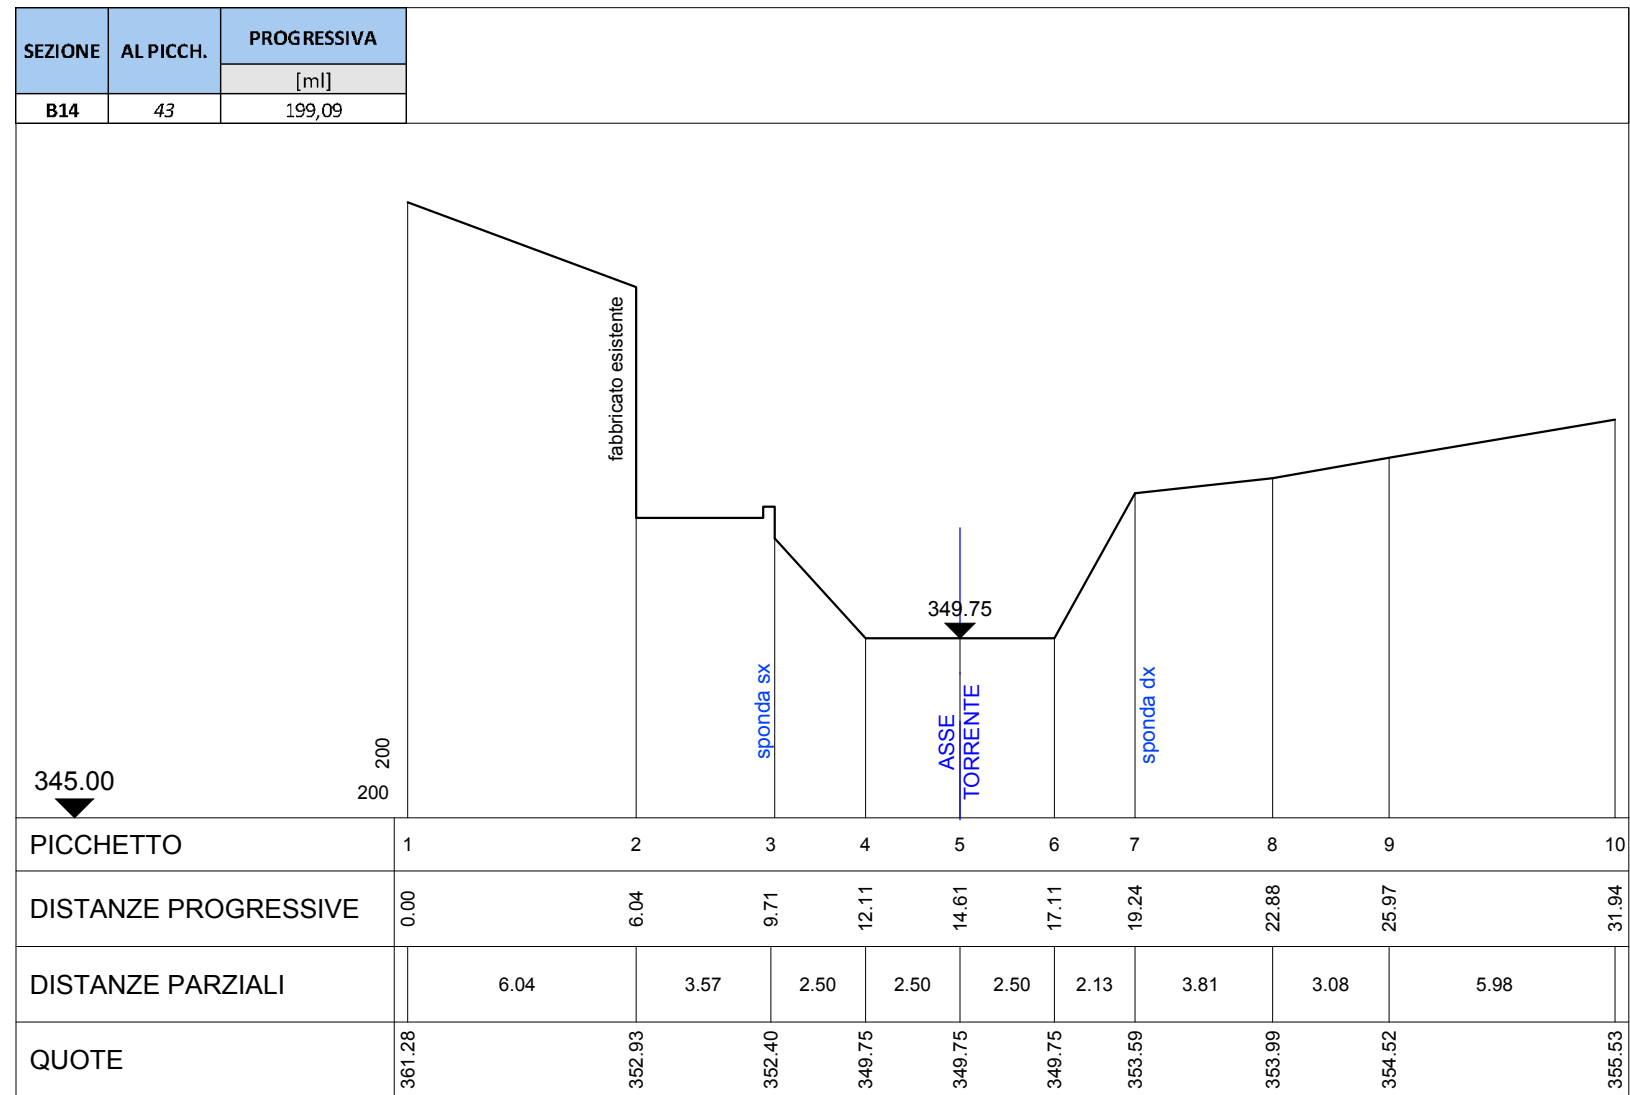 SEZIONE AL PICCH. PROGRESSIVA
[ml]
B14 43 199,09
fabbricato esistente
349.75
sponda sx
ASSE
TORRENTE
sponda dx
200
345.00 200
PICCHETTO 1 2 3 4 5 6 7 8 9 10
DISTANZE PROGRESSIVE 0.00 6.04 9.71 12.11 14.61 17.11 19.24 22.88 25.97 31.94
DISTANZE PARZIALI 6.04 3.57 2.50 2.50 2.50 2.13 3.81 3.08 5.98
QUOTE 361.28 352.93 352.40 349.75 349.75 349.75 353.59 353.99 354.52 355.53